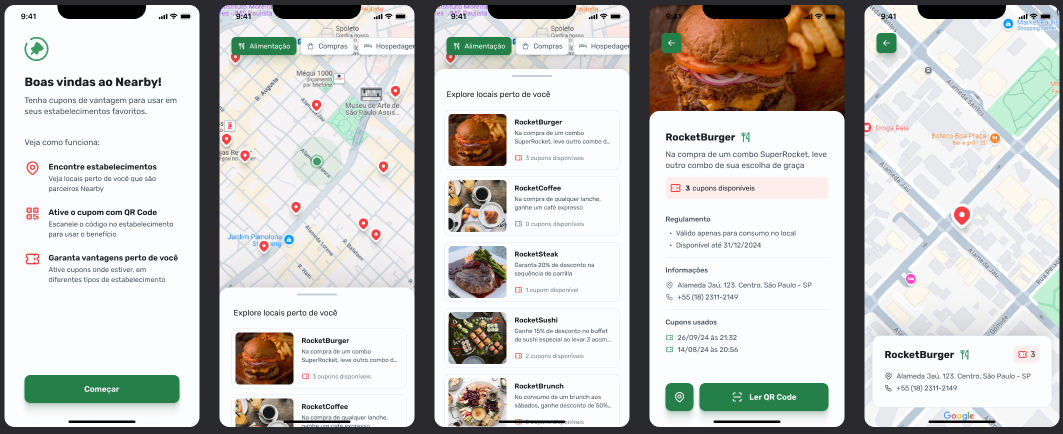 9:41
Boas vindas ao Nearby!
Tenha cupons de vantagem para usar em
seus estabelecimentos favoritos.
Veja como funciona:
Encontre estabelecimentos
Veja locais perto de você que são
parceiros Nearby
Ative o cupom com QR Code
Escaneie o código no estabelecimento
para usar o benefício
Garanta vantagens perto de você
Ative cupons onde estiver, em
diferentes tipos de estabelecimento
Começar
9:41
Spoleto
Alimentação
Compras
Hospedagem
Mégui 1000
R. Augusta
Museu de Arte de
São Paulo Assis...
Jardim Pamplona
Alameda Lorena
Explore locais perto de você
RocketBurger
Na compra de um combo
SuperRocket, leve outro combo d...
3 cupons disponíveis
RocketCoffee
Na compra de qualquer lanche,
9:41
Spoleto
Alimentação
Compras
Hospedagem
Explore locais perto de você
RocketBurger
Na compra de um combo
SuperRocket, leve outro combo d...
3 cupons disponíveis
RocketCoffee
Na compra de qualquer lanche,
ganhe um café expresso
0 cupons disponíveis
RocketSteak
Garanta 20% de desconto na
sequência de parrilla
1 cupom disponível
RocketSushi
Ganhe 15% de desconto no buffet
de sushi especial ao levar 3 acom...
2 cupons disponíveis
RocketBrunch
No consumo de um brunch aos
sábados, ganhe desconto de 50%...
9:41
RocketBurger
Na compra de um combo SuperRocket, leve
outro combo de sua escolha de graça
3 cupons disponíveis
Regulamento
• Válido apenas para consumo no local
• Disponível até 31/12/2024
Informações
Alameda Jaú, 123, Centro, São Paulo - SP
+55 (18) 2311-2149
Cupons usados
26/09/24 às 21:32
14/08/24 às 20:56
Ler QR Code
9:41
Alameda Santos
Droga Raia
Boteco Boa Praça
Bar e grill
Alameda Jaú
Alameda Jaú
RocketBurger
3
Alameda Jaú, 123, Centro, São Paulo - SP
+55 (18) 2311-2149
Google